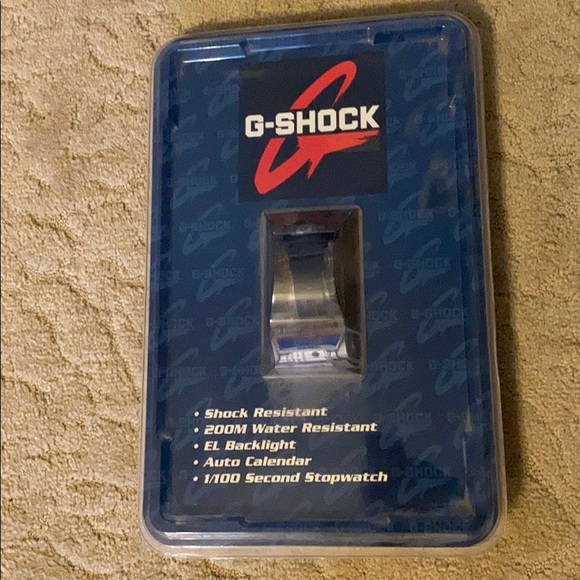 G-SHOCK
• Shock Resistant
• 200M Water Resistant
• EL Backlight
• Auto Calendar
• 1/100 Second Stopwatch